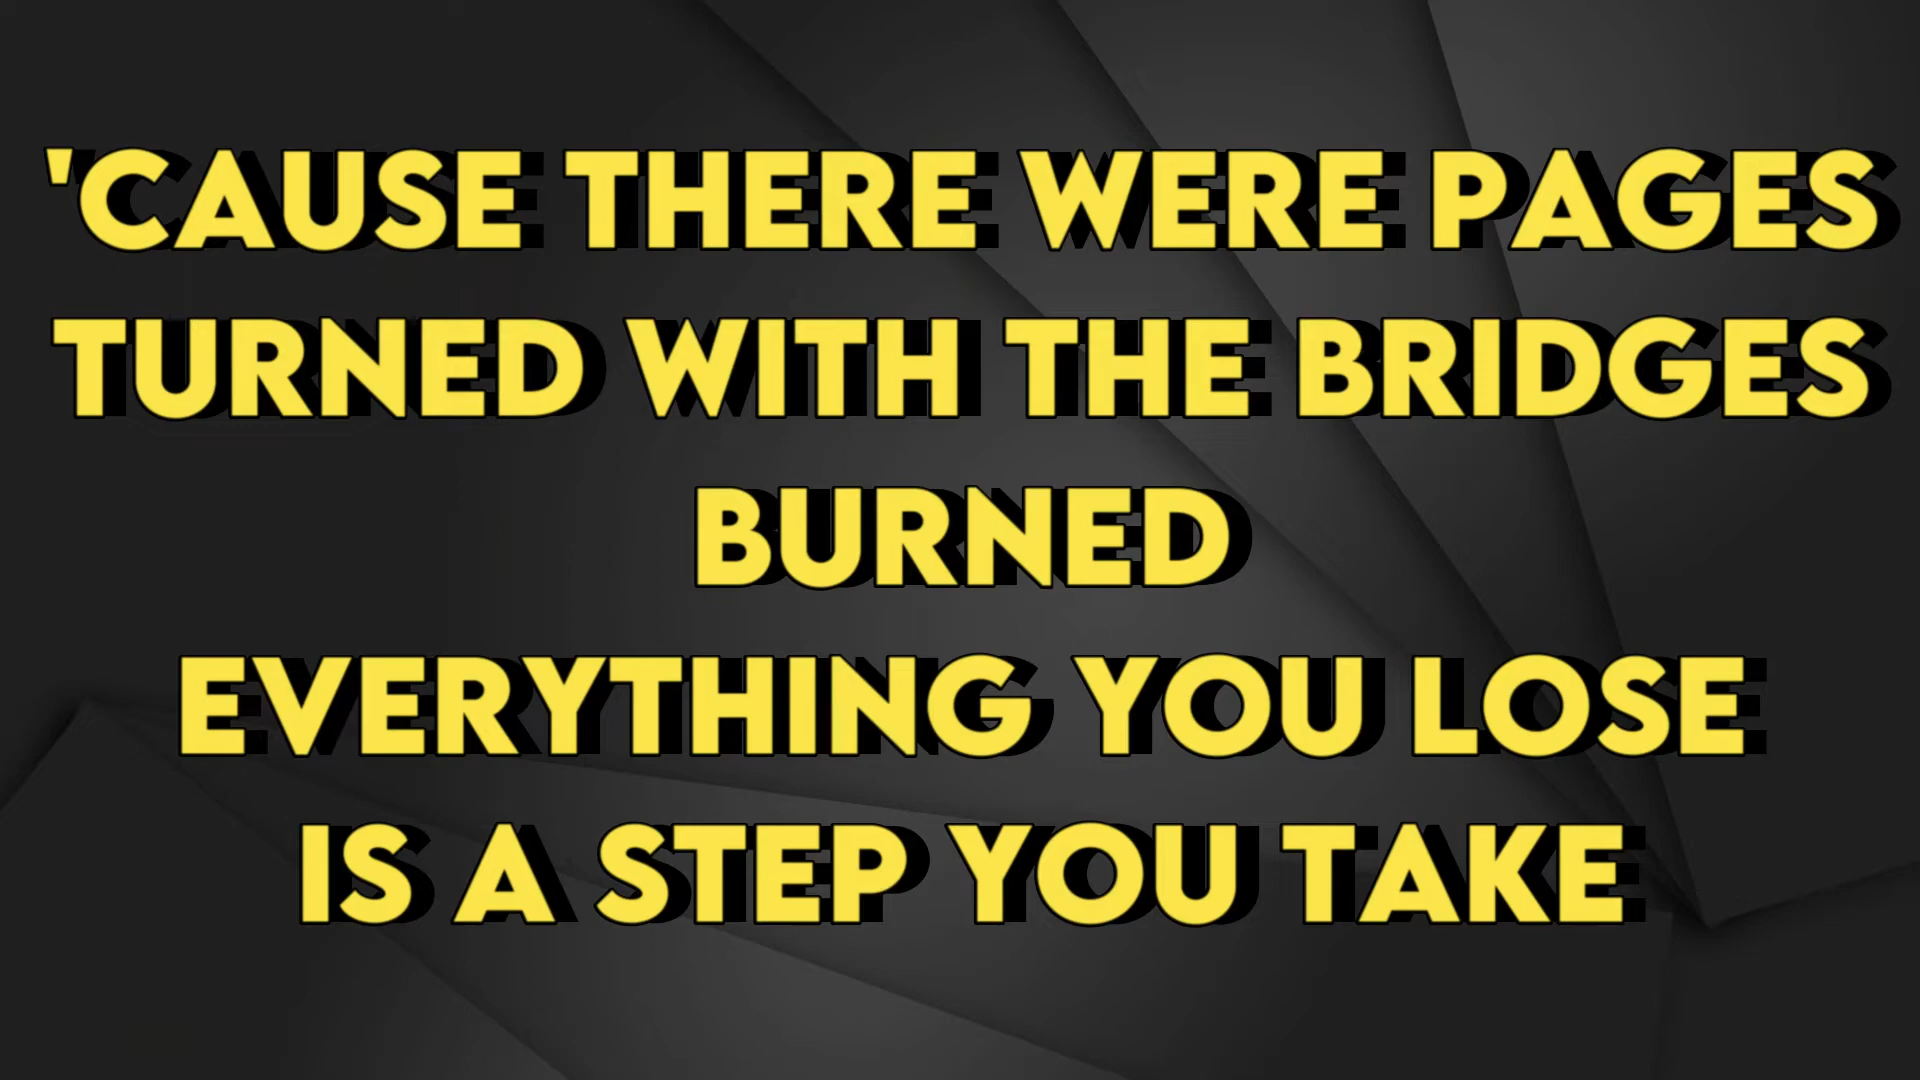 'CAUSE THERE WERE PAGES
TURNED WITH THE BRIDGES
BURNED
EVERYTHING YOU LOSE
IS A STEP YOU TAKE